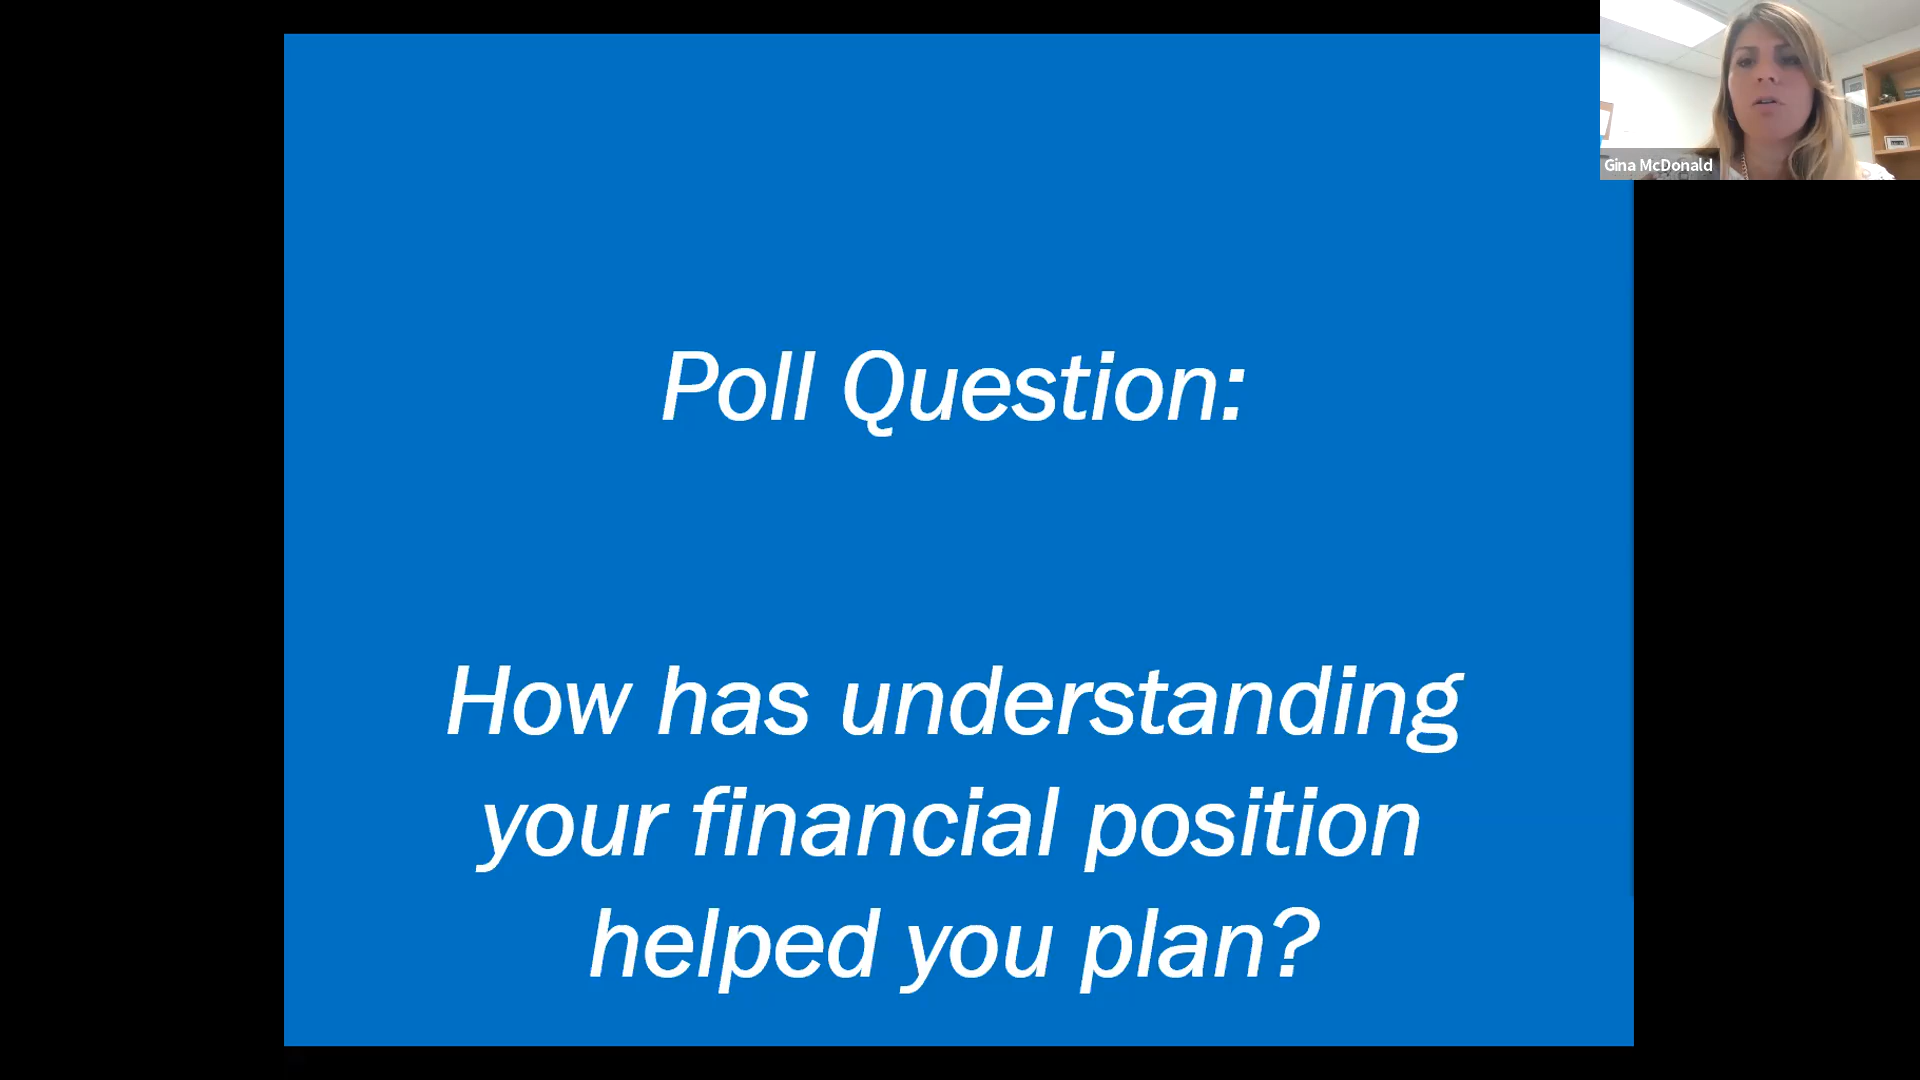 Gina McDonald
Poll Question:
How has understanding
your financial position
helped you plan?